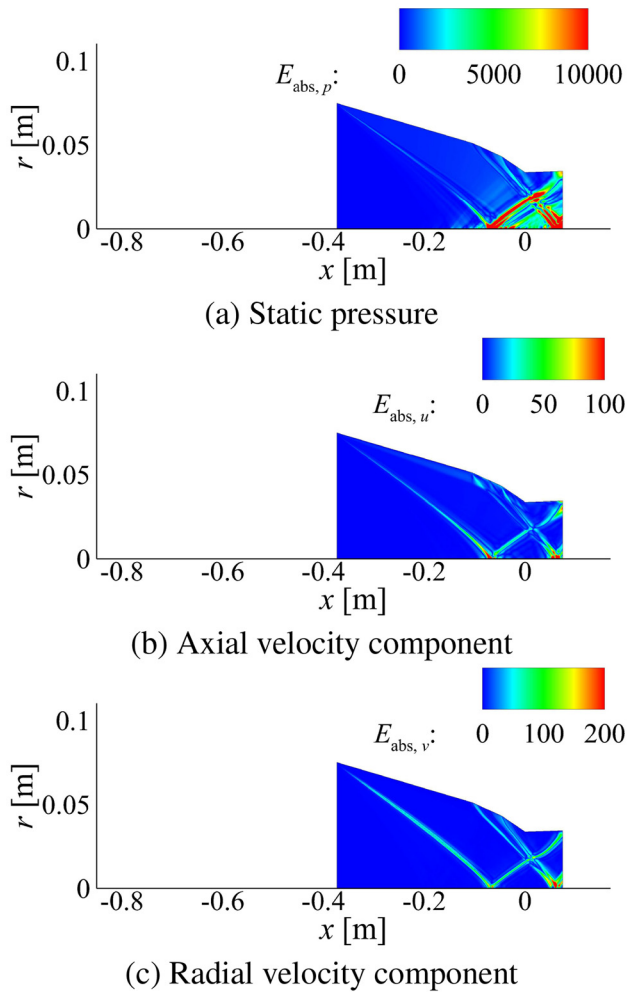 E_abs, p: 0 5000 10000
0.1
0.05
0
r [m]
-0.8 -0.6 -0.4 -0.2 0
x [m]
(a) Static pressure
E_abs, u: 0 50 100
0.1
0.05
0
r [m]
-0.8 -0.6 -0.4 -0.2 0
x [m]
(b) Axial velocity component
E_abs, v: 0 100 200
0.1
0.05
0
r [m]
-0.8 -0.6 -0.4 -0.2 0
x [m]
(c) Radial velocity component